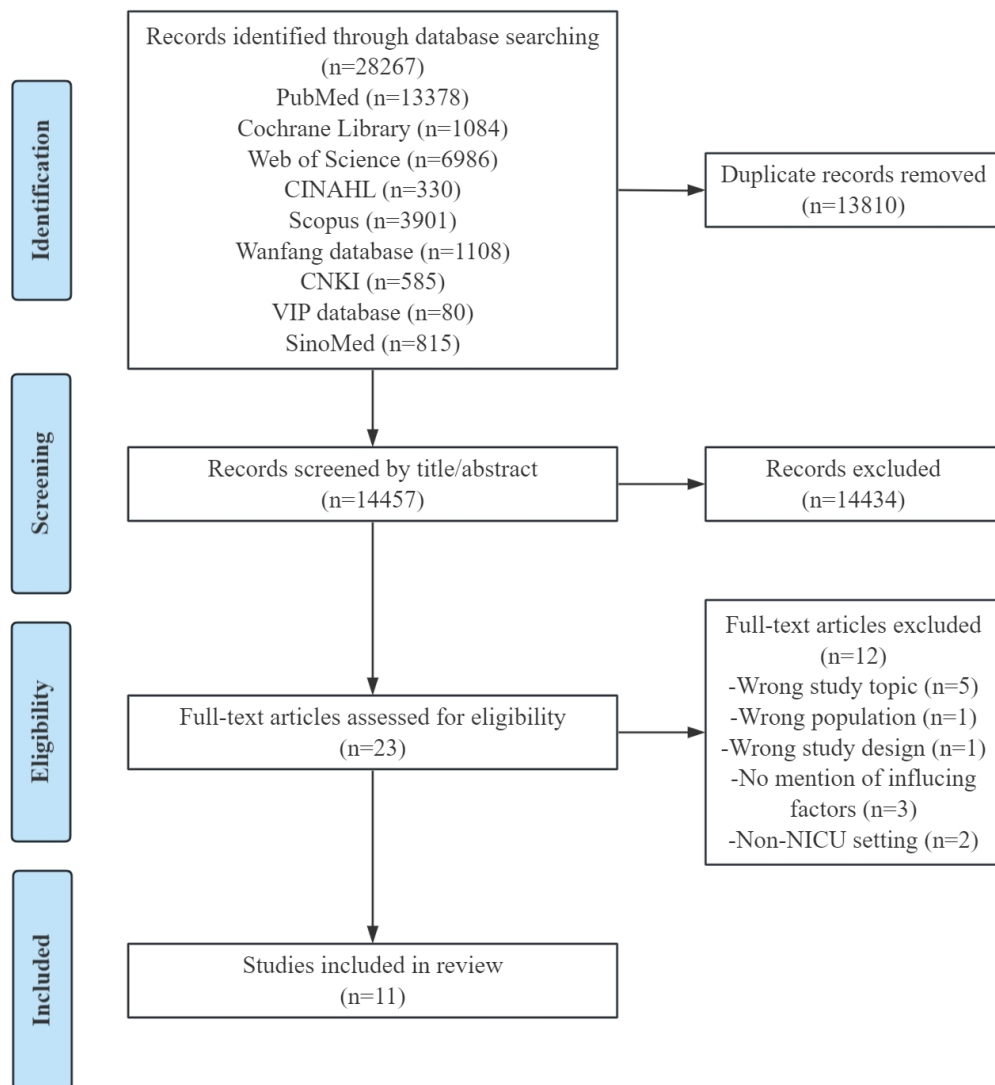 Identification
Records identified through database searching
(n=28267)
PubMed (n=13378)
Cochrane Library (n=1084)
Web of Science (n=6986)
CINAHL (n=330)
Scopus (n=3901)
Wanfang database (n=1108)
CNKI (n=585)
VIP database (n=80)
SinoMed (n=815)
Duplicate records removed
(n=13810)
Screening
Records screened by title/abstract
(n=14457)
Records excluded
(n=14434)
Eligibility
Full-text articles assessed for eligibility
(n=23)
Full-text articles excluded
(n=12)
-Wrong study topic (n=5)
-Wrong population (n=1)
-Wrong study design (n=1)
-No mention of influcing
factors (n=3)
-Non-NICU setting (n=2)
Included
Studies included in review
(n=11)